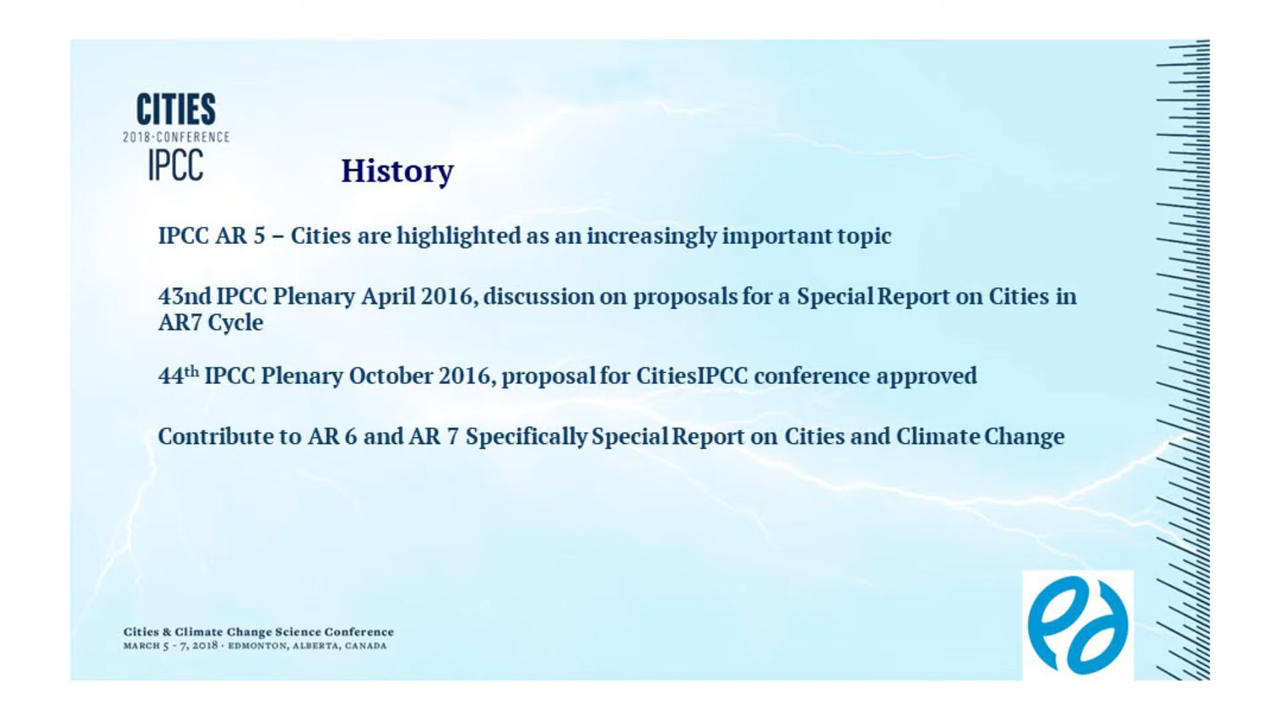 CITIES
2018·CONFERENCE
IPCC
History
IPCC AR 5 – Cities are highlighted as an increasingly important topic
43nd IPCC Plenary April 2016, discussion on proposals for a Special Report on Cities in
AR7 Cycle
44th IPCC Plenary October 2016, proposal for CitiesIPCC conference approved
Contribute to AR 6 and AR 7 Specifically Special Report on Cities and Climate Change
Cities & Climate Change Science Conference
MARCH 5 - 7, 2018 · EDMONTON, ALBERTA, CANADA